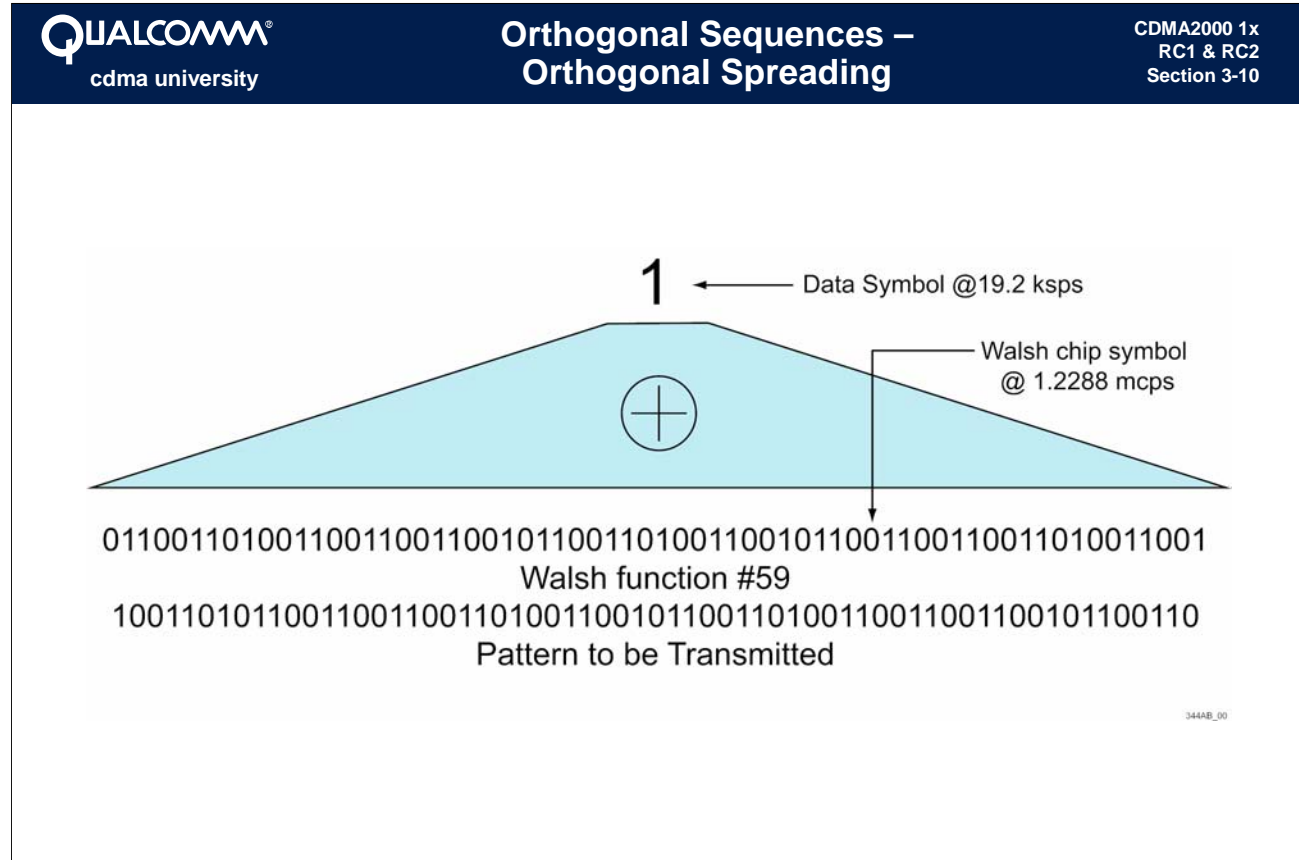 QUALCOMM®
cdma university
Orthogonal Sequences –
Orthogonal Spreading
CDMA2000 1x
RC1 & RC2
Section 3-10
1
Data Symbol @19.2 ksps
Walsh chip symbol
@ 1.2288 mcps
0110011010011001100110010110011010011001011001100110011010011001
Walsh function #59
100110101100110011001101001100101100110100110011001100101100110
Pattern to be Transmitted
344AB_00